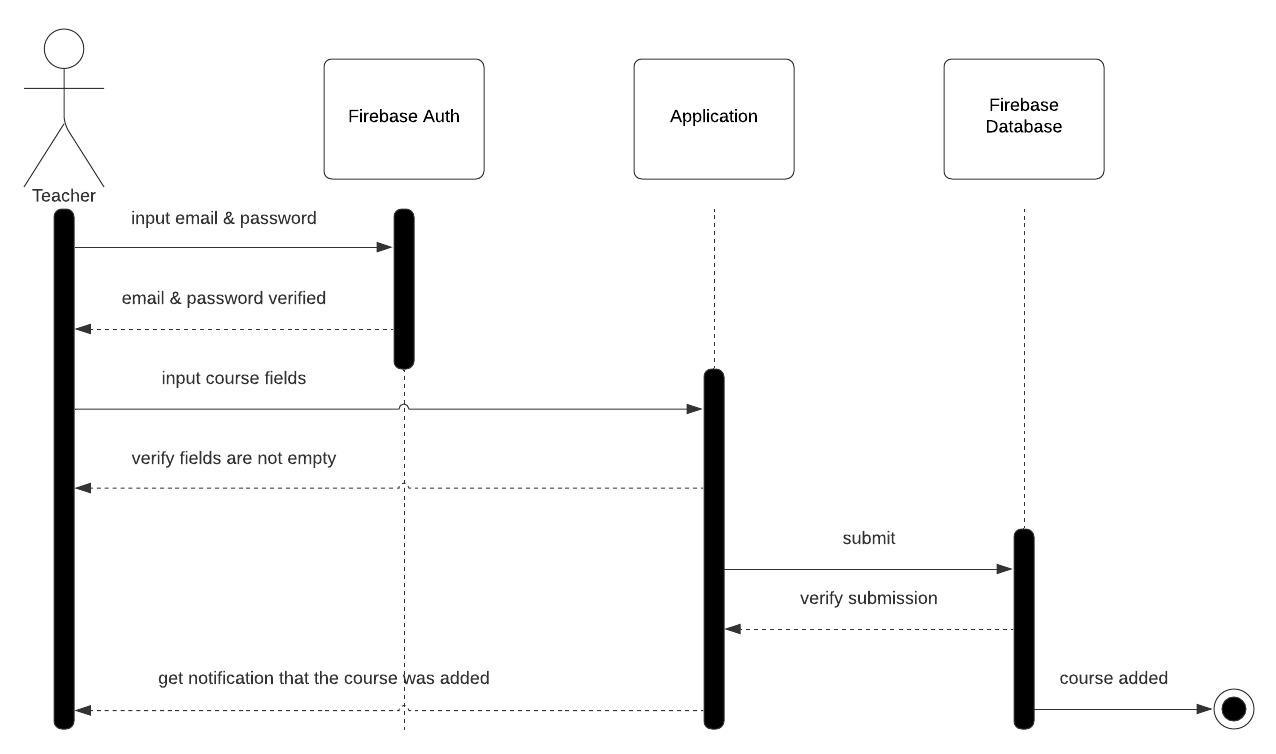 Firebase Auth
Application
Firebase
Database
Teacher
input email & password
email & password verified
input course fields
verify fields are not empty
submit
verify submission
get notification that the course was added
course added